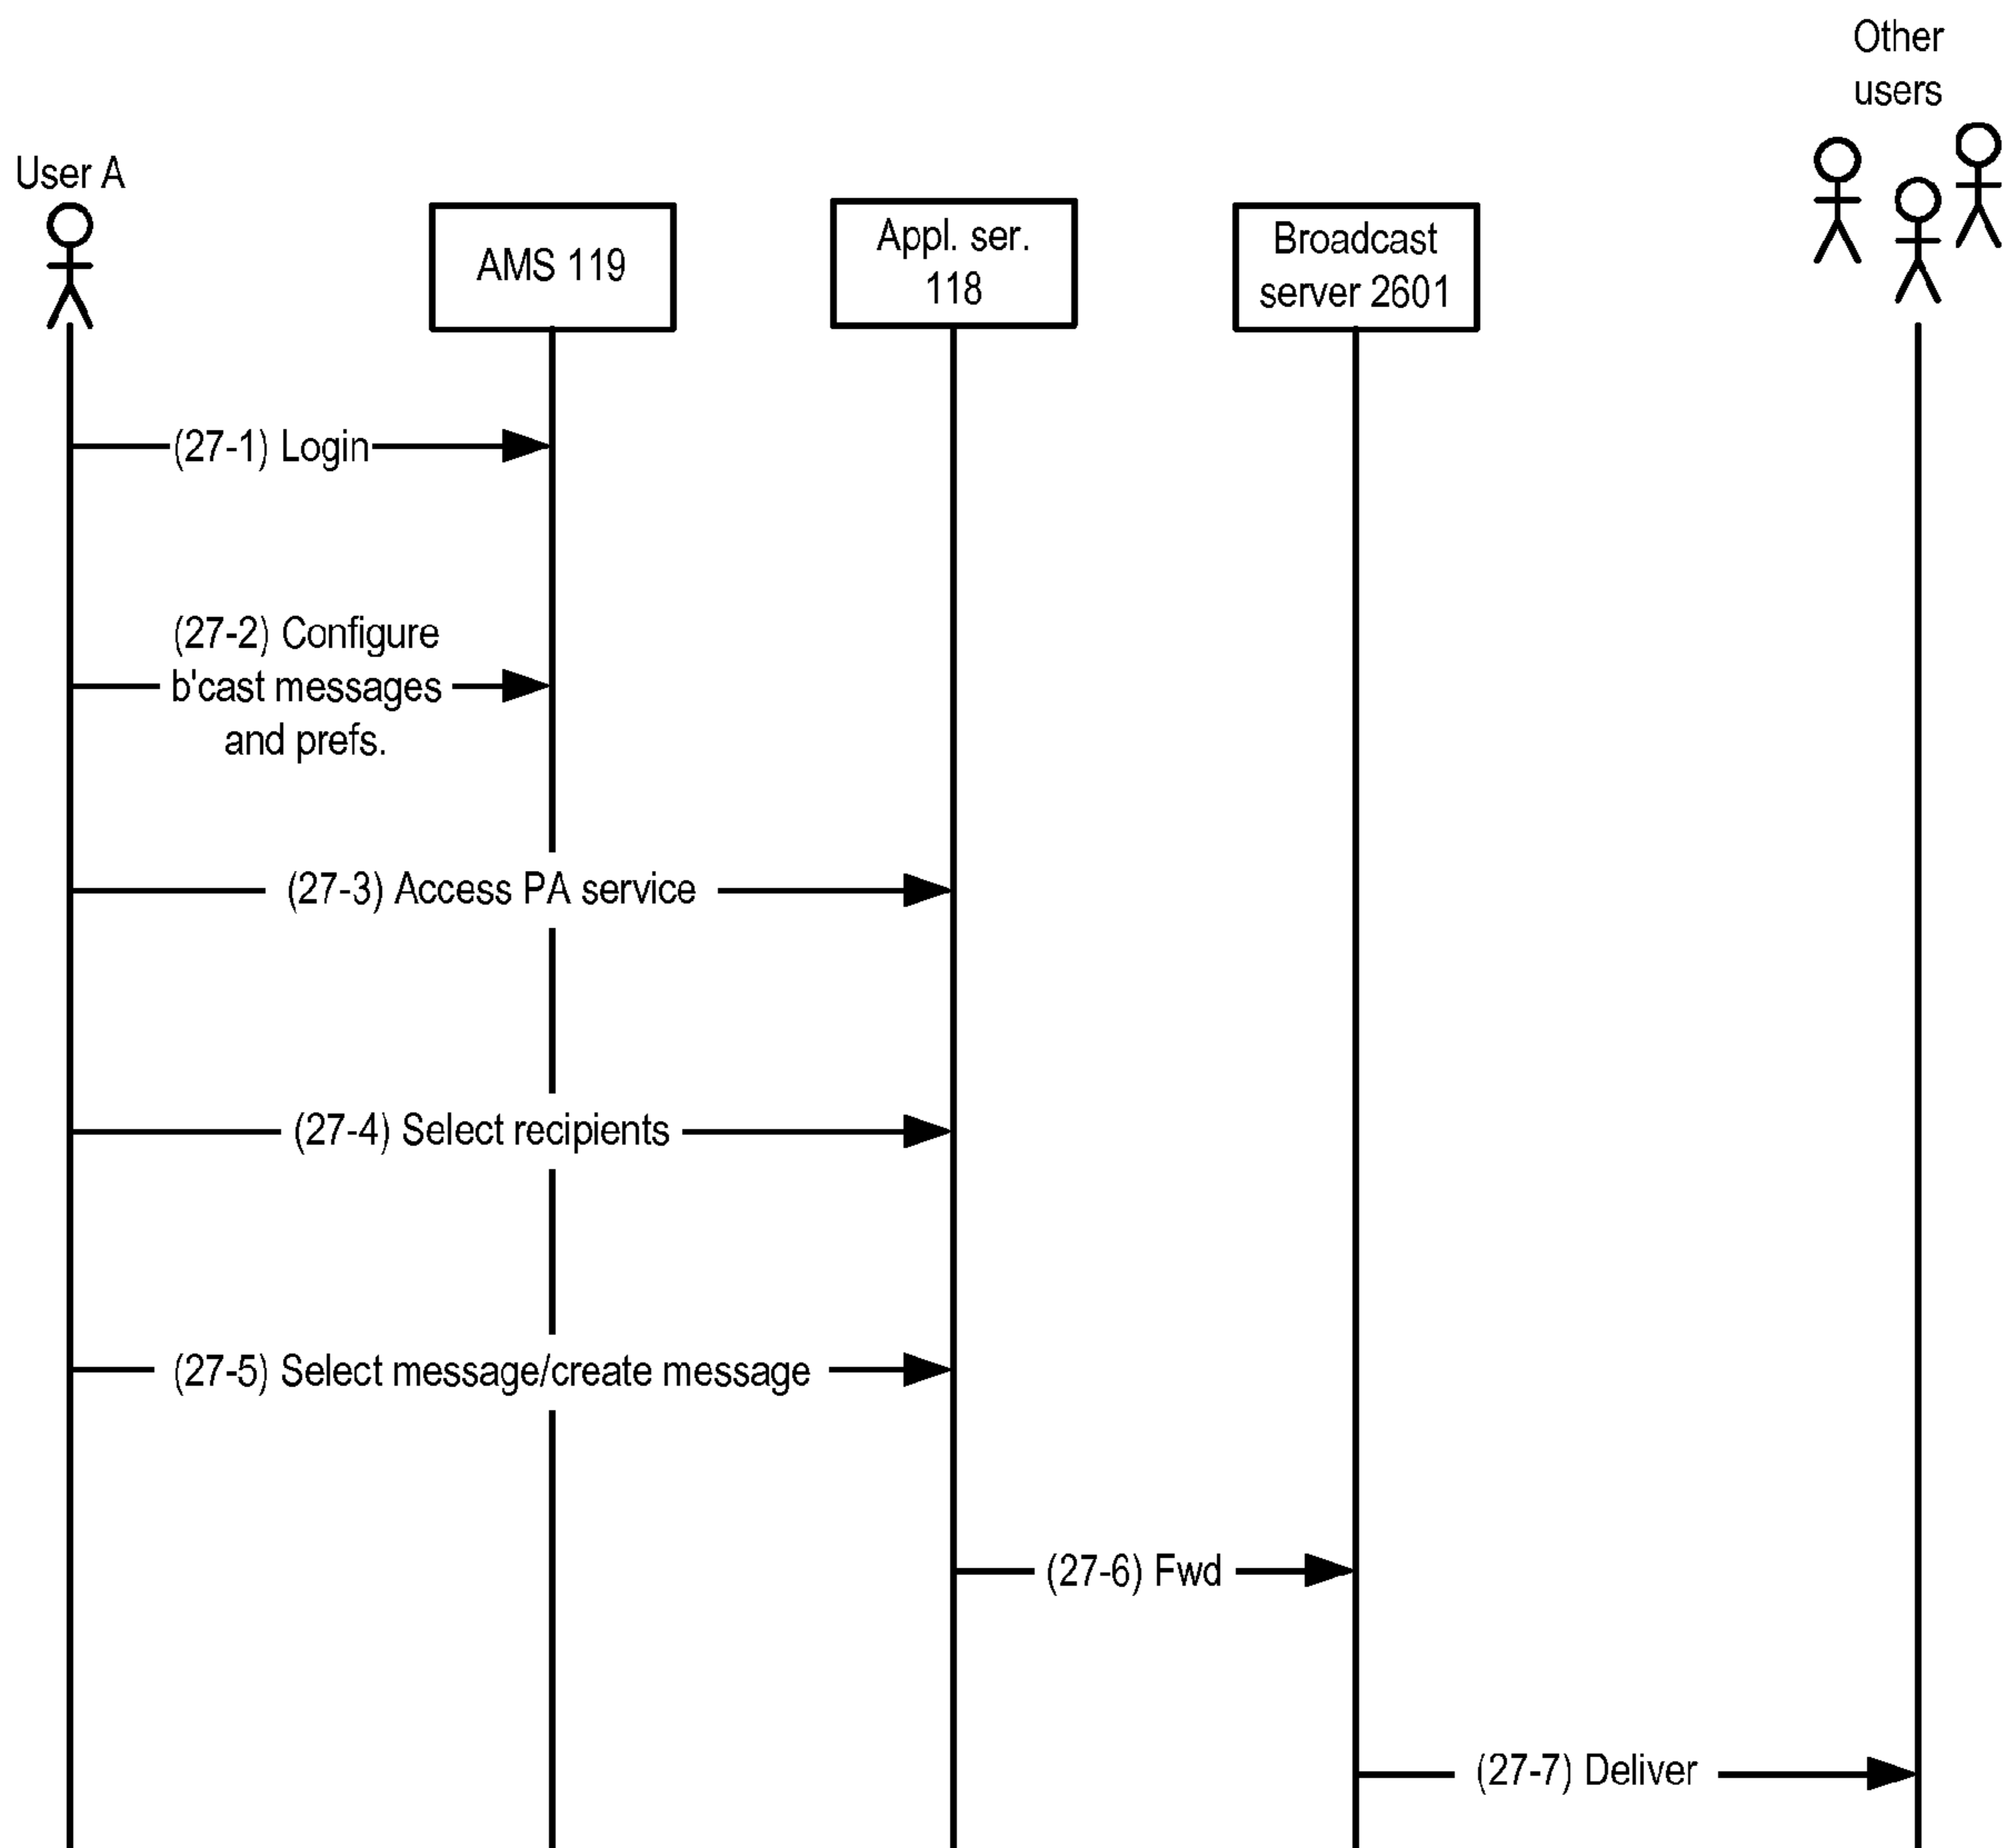 Other
users
User A
AMS 119
Appl. ser.
118
Broadcast
server 2601
(27-1) Login
(27-2) Configure
b'cast messages
and prefs.
(27-3) Access PA service
(27-4) Select recipients
(27-5) Select message/create message
(27-6) Fwd
(27-7) Deliver